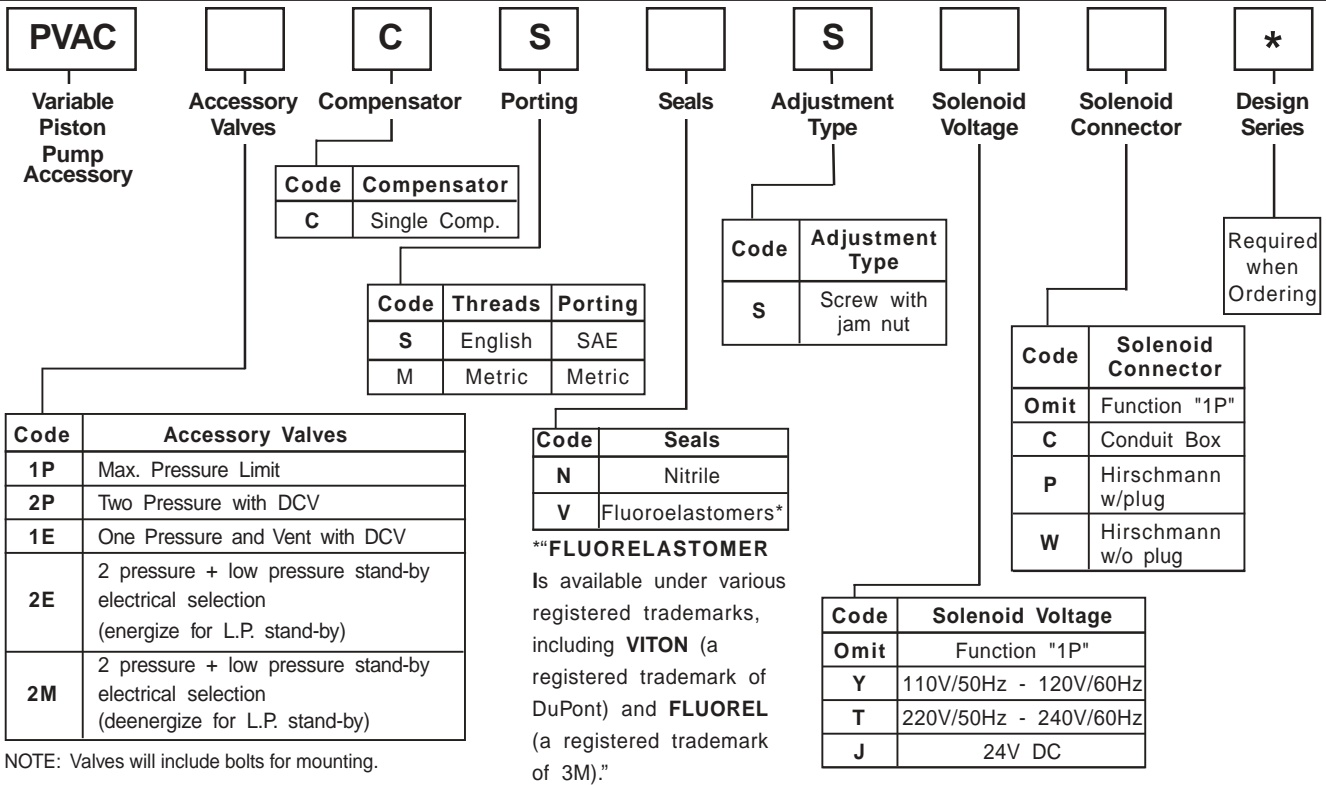 PVAC C S S *
Variable Piston Pump Accessory
Accessory Valves
Compensator
Porting
Seals
Adjustment Type
Solenoid Voltage
Solenoid Connector
Design Series
Code Compensator
C Single Comp.
Code Threads Porting
S English SAE
M Metric Metric
Code Adjustment Type
S Screw with jam nut
Required when Ordering
Code Solenoid Connector
Omit Function "1P"
C Conduit Box
P Hirschmann w/plug
W Hirschmann w/o plug
Code Accessory Valves
1P Max. Pressure Limit
2P Two Pressure with DCV
1E One Pressure and Vent with DCV
2E 2 pressure + low pressure stand-by
electrical selection
(energize for L.P. stand-by)
2M 2 pressure + low pressure stand-by
electrical selection
(deenergize for L.P. stand-by)
NOTE: Valves will include bolts for mounting.
Code Seals
N Nitrile
V Fluoroelastomers*
*“FLUORELASTOMER
Is available under various
registered trademarks,
including VITON (a
registered trademark of
DuPont) and FLUOREL
(a registered trademark
of 3M).”
Code Solenoid Voltage
Omit Function "1P"
Y 110V/50Hz - 120V/60Hz
T 220V/50Hz - 240V/60Hz
J 24V DC